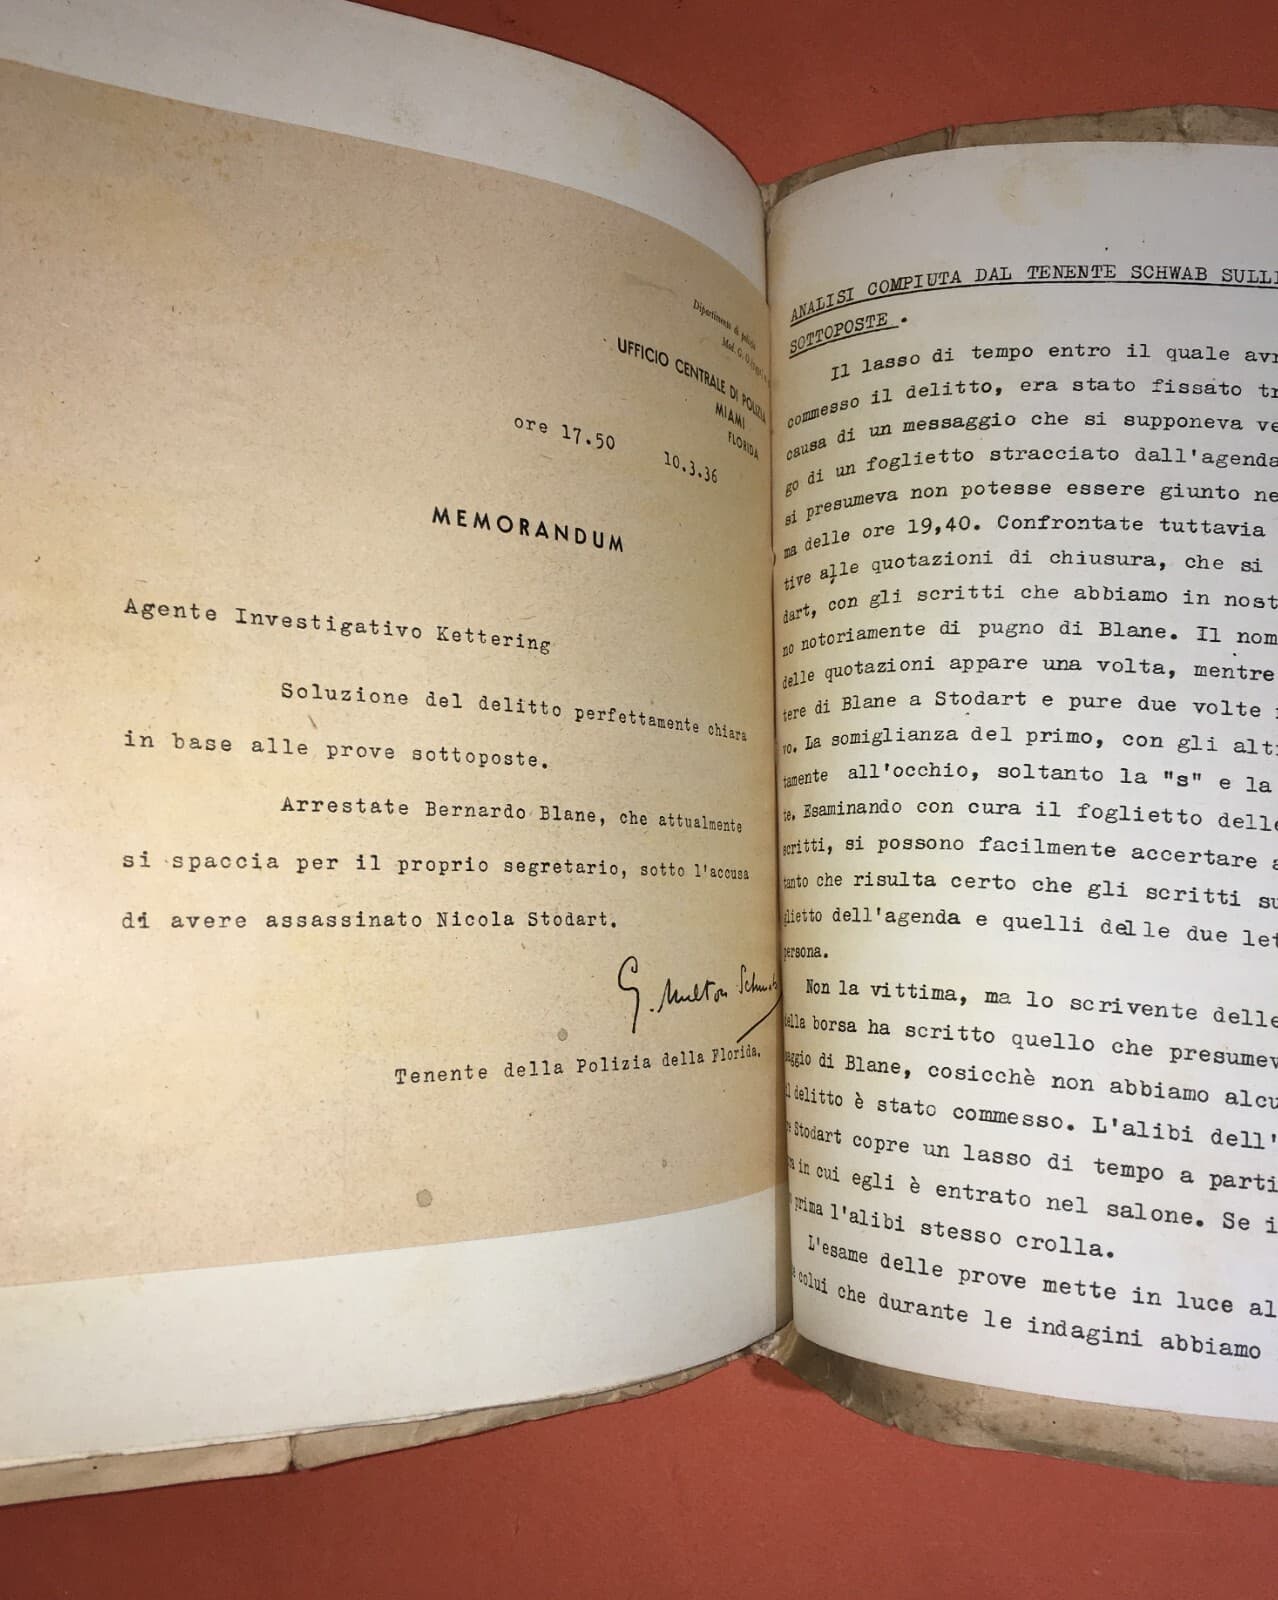 Dipartimento di polizia
Mod. G.
UFFICIO CENTRALE DI POLIZIA
MIAMI
FLORIDA
ore 17.50
10.3.36
MEMORANDUM
Agente Investigativo Kettering
Soluzione del delitto perfettamente chiara
in base alle prove sottoposte.
Arrestate Bernardo Blane, che attualmente
si spaccia per il proprio segretario, sotto l'accusa
di avere assassinato Nicola Stodart.
G. Milton Schwab
Tenente della Polizia della Florida.
ANALISI COMPIUTA DAL TENENTE SCHWAB SULL
SOTTOPOSTE.
Il lasso di tempo entro il quale avr
commesso il delitto, era stato fissato tr
causa di un messaggio che si supponeva ve
go di un foglietto stracciato dall'agenda
si presumeva non potesse essere giunto ne
ma delle ore 19,40. Confrontate tuttavia
tive alle quotazioni di chiusura, che si
dart, con gli scritti che abbiamo in nost
no notoriamente di pugno di Blane. Il nom
delle quotazioni appare una volta, mentre
tere di Blane a Stodart e pure due volte
vo. La somiglianza del primo, con gli alt
tamente all'occhio, soltanto la "s" e la
te. Esaminando con cura il foglietto delle
scritti, si possono facilmente accertare a
tanto che risulta certo che gli scritti su
glietto dell'agenda e quelli delle due let
persona.
Non la vittima, ma lo scrivente delle
della borsa ha scritto quello che presumev
saggio di Blane, cosicchè non abbiamo alcu
il delitto è stato commesso. L'alibi dell'
re Stodart copre un lasso di tempo a parti
ra in cui egli è entrato nel salone. Se i
prima l'alibi stesso crolla.
L'esame delle prove mette in luce al
e colui che durante le indagini abbiamo